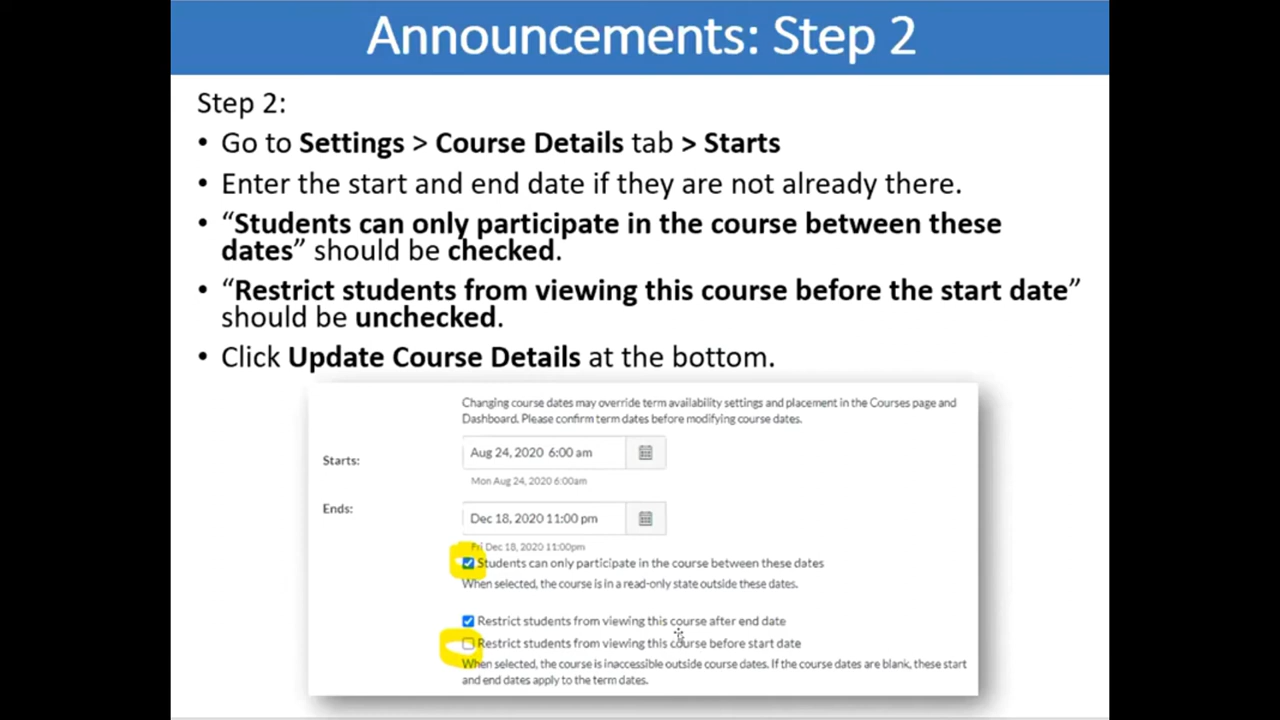 Announcements: Step 2
Step 2:
• Go to Settings > Course Details tab > Starts
• Enter the start and end date if they are not already there.
• “Students can only participate in the course between these
dates” should be checked.
• “Restrict students from viewing this course before the start date”
should be unchecked.
• Click Update Course Details at the bottom.
Changing course dates may override term availability settings and placement in the Courses page and
Dashboard. Please confirm term dates before modifying course dates.
Starts:
Aug 24, 2020 6:00 am
Mon Aug 24, 2020 6:00am
Ends:
Dec 18, 2020 11:00 pm
Fri Dec 18, 2020 11:00pm
Students can only participate in the course between these dates
When selected, the course is in a read-only state outside these dates.
Restrict students from viewing this course after end date
Restrict students from viewing this course before start date
When selected, the course is inaccessible outside course dates. If the course dates are blank, these start
and end dates apply to the term dates.